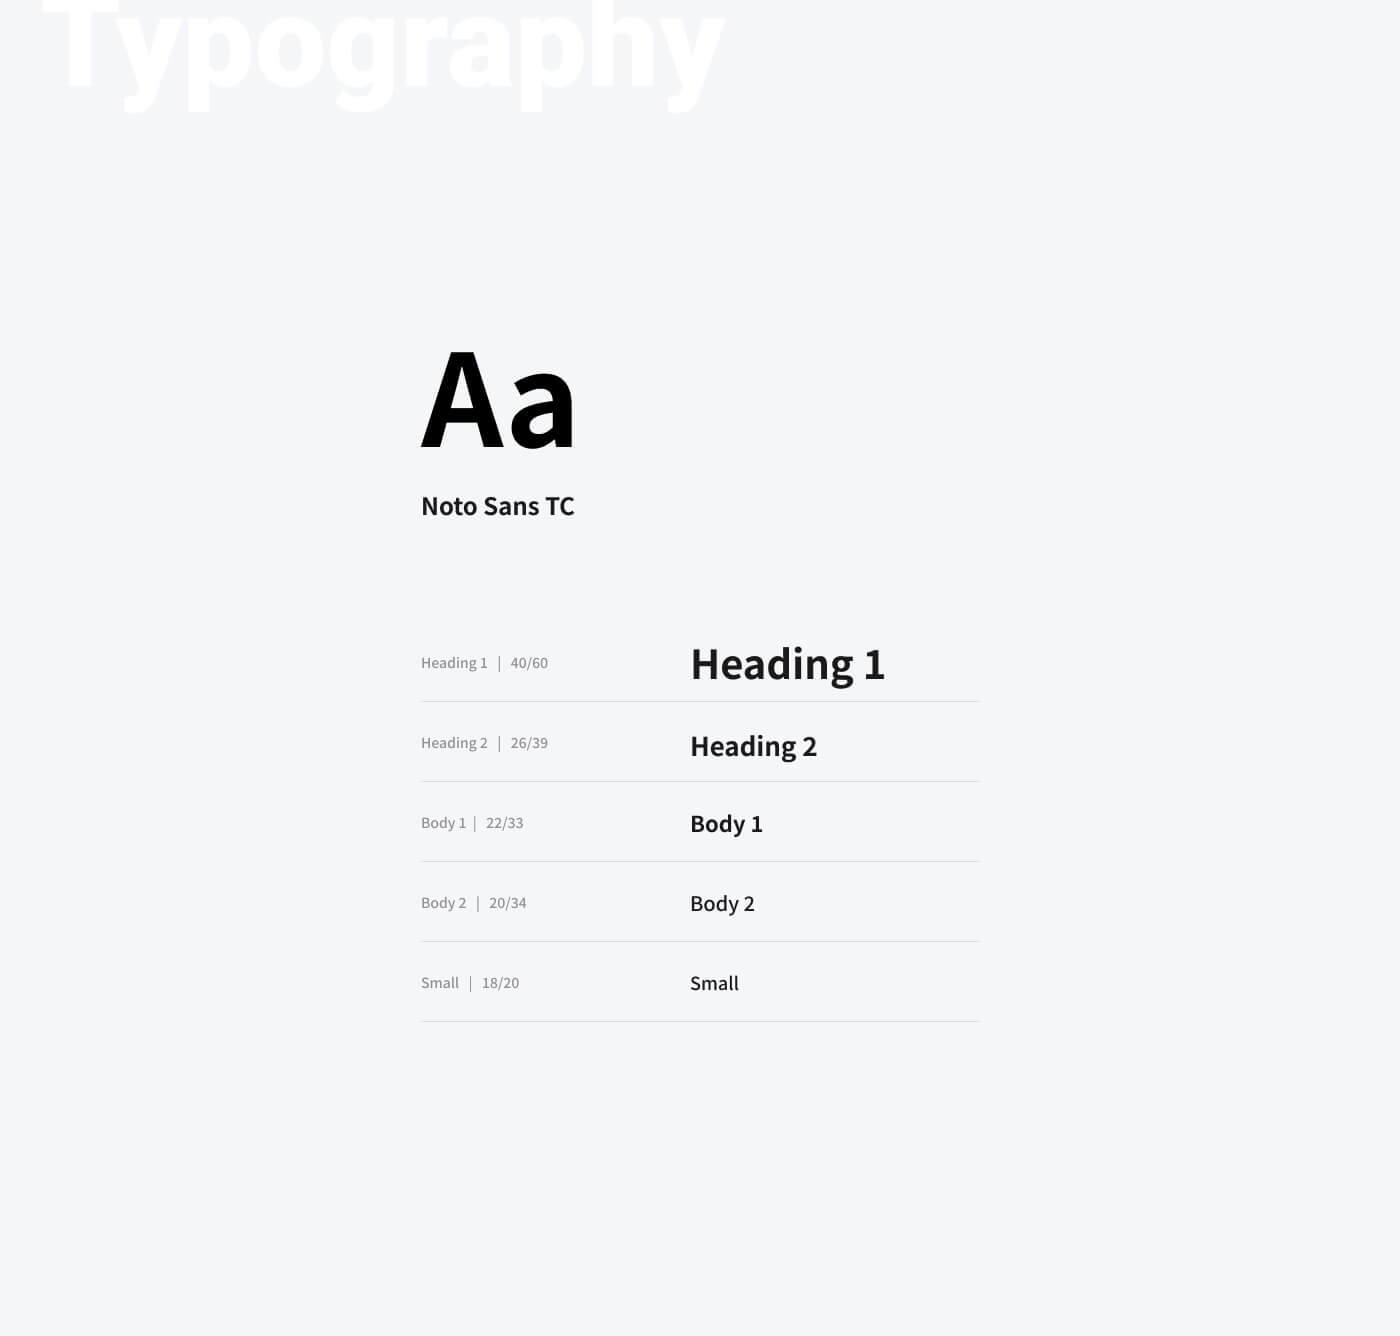 Typography
Aa
Noto Sans TC
Heading 1 | 40/60 Heading 1
Heading 2 | 26/39 Heading 2
Body 1 | 22/33 Body 1
Body 2 | 20/34 Body 2
Small | 18/20 Small